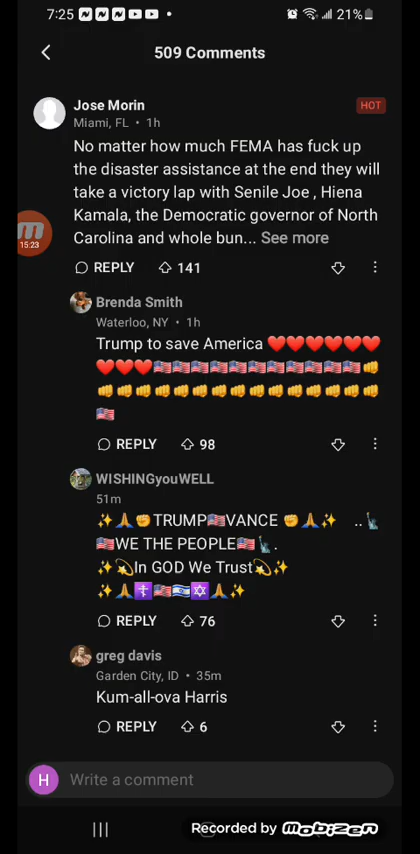 7:25 21%
509 Comments
Jose Morin HOT
Miami, FL • 1h
No matter how much FEMA has fuck up
the disaster assistance at the end they will
take a victory lap with Senile Joe , Hiena
Kamala, the Democratic governor of North
Carolina and whole bun... See more
15:23
REPLY 141
Brenda Smith
Waterloo, NY • 1h
Trump to save America ❤️❤️❤️❤️❤️❤️
❤️❤️❤️🇺🇸🇺🇸🇺🇸🇺🇸🇺🇸🇺🇸🇺🇸🇺🇸🇺🇸🇺🇸🇺🇸👊
👊👊👊👊👊👊👊👊👊👊👊👊👊👊👊
🇺🇸
REPLY 98
WISHINGyouWELL
51m
✨🙏✊TRUMP🇺🇸VANCE ✊🙏✨ ..🗽
🇺🇸WE THE PEOPLE🇺🇸🗽.
✨💫In GOD We Trust💫✨
✨🙏✝️🇺🇸🇮🇱✡️🙏✨
REPLY 76
greg davis
Garden City, ID • 35m
Kum-all-ova Harris
REPLY 6
H Write a comment
Recorded by mobizen